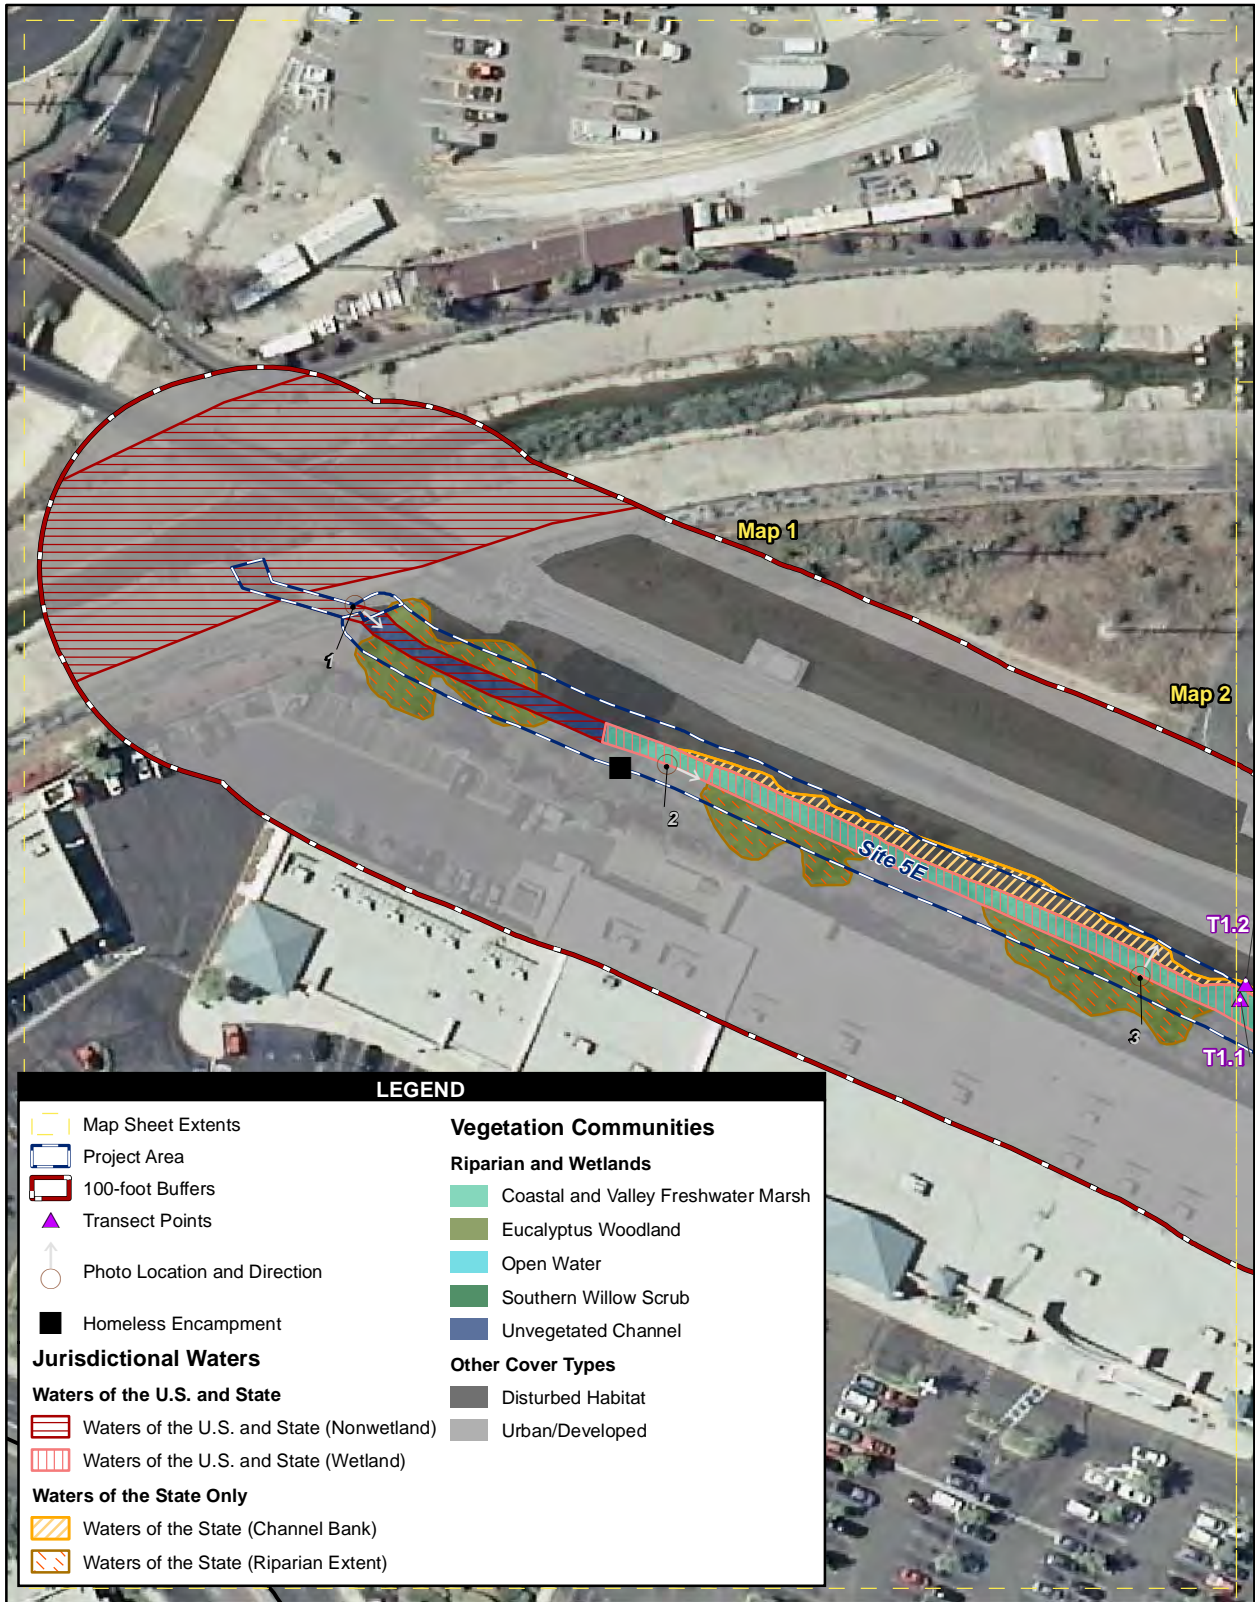 Map 1
Map 2
1
2
Site 5E
T1.2
3
T1.1
LEGEND
Map Sheet Extents
Project Area
100-foot Buffers
Transect Points
Photo Location and Direction
Homeless Encampment
Jurisdictional Waters
Waters of the U.S. and State
Waters of the U.S. and State (Nonwetland)
Waters of the U.S. and State (Wetland)
Waters of the State Only
Waters of the State (Channel Bank)
Waters of the State (Riparian Extent)
Vegetation Communities
Riparian and Wetlands
Coastal and Valley Freshwater Marsh
Eucalyptus Woodland
Open Water
Southern Willow Scrub
Unvegetated Channel
Other Cover Types
Disturbed Habitat
Urban/Developed